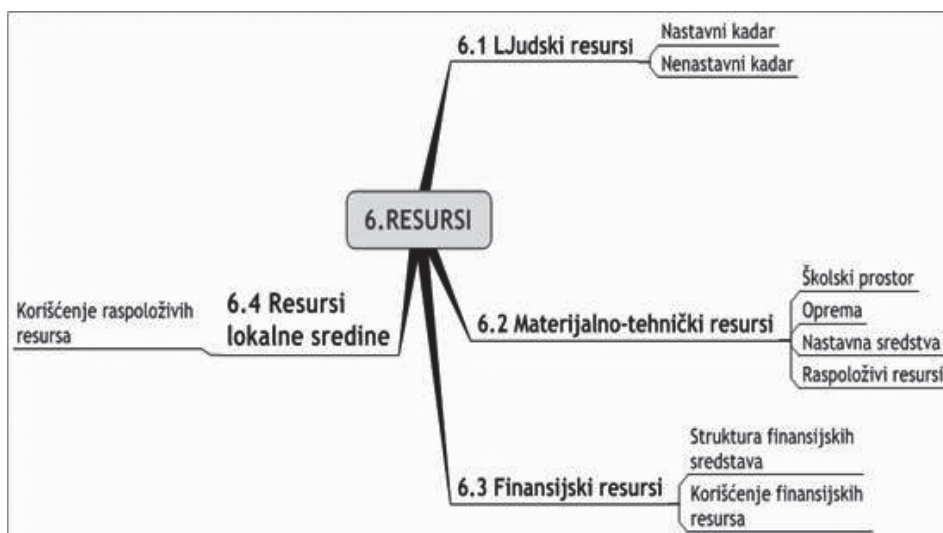 6.1 LJudski resursi
Nastavni kadar
Nenastavni kadar
6.RESURSI
6.4 Resursi
lokalne sredine
Korišćenje raspoloživih
resursa
6.2 Materijalno-tehnički resursi
Školski prostor
Oprema
Nastavna sredstva
Raspoloživi resursi
6.3 Finansijski resursi
Struktura finansijskih
sredstava
Korišćenje finansijskih
resursa